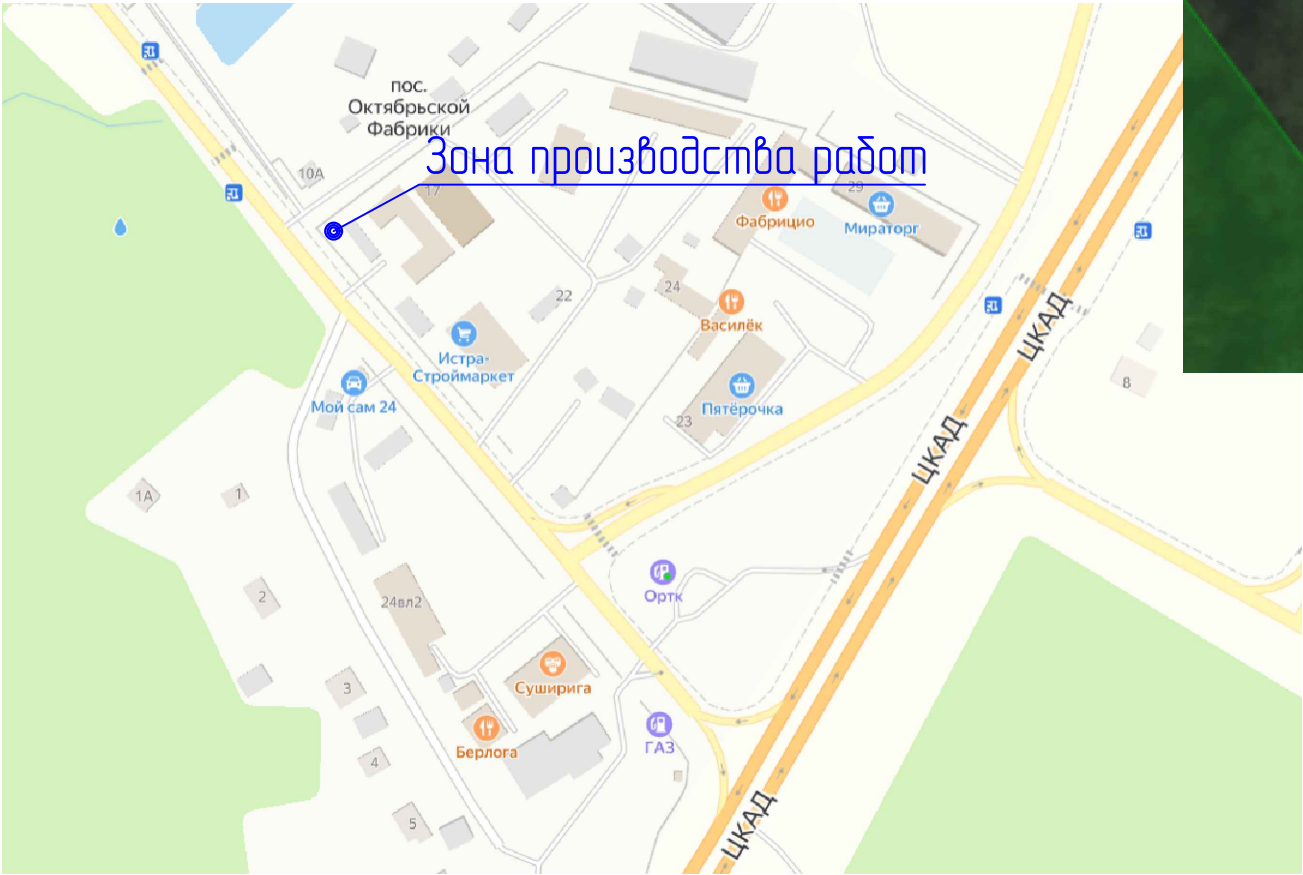 пос.
Октябрьской
Фабрики
Зона производства работ
10А
17
29
Фабрицио
Мираторг
24
22
Василёк
Истра-
Строймаркет
ЦКАД
8
Мой сам 24
Пятёрочка
23
ЦКАД
1А
1
2
24вл2
Ортк
3
Суширига
ГАЗ
Берлога
4
5
ЦКАД